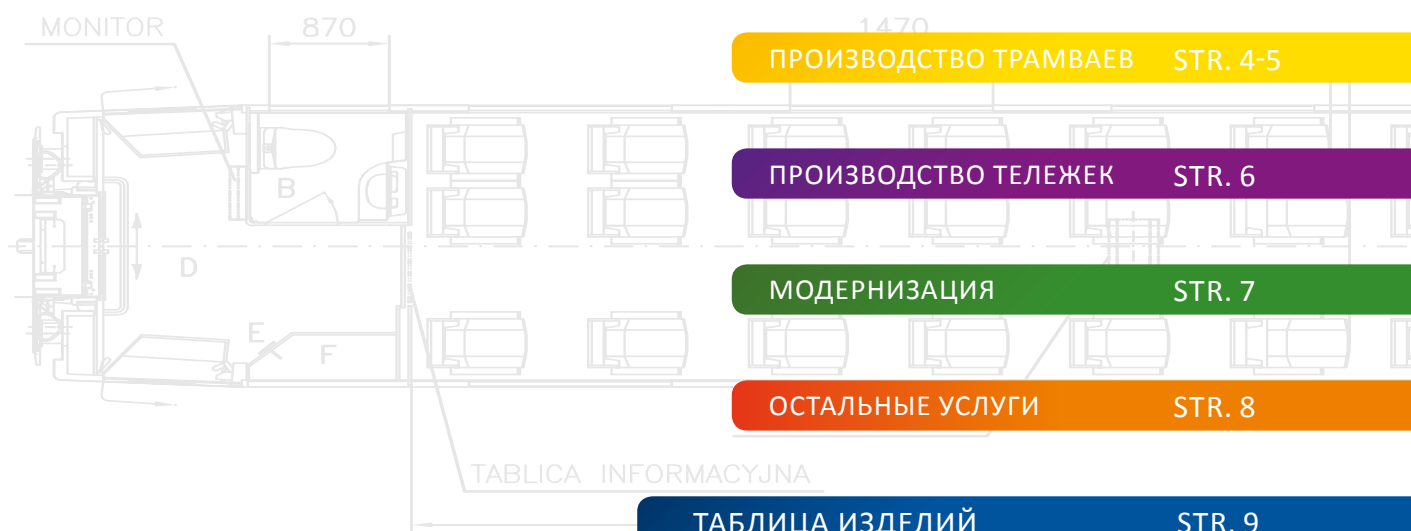 MONITOR 870 1470
ПРОИЗВОДСТВО ТРАМВАЕВ STR. 4-5
ПРОИЗВОДСТВО ТЕЛЕЖЕК STR. 6
B
D
МОДЕРНИЗАЦИЯ STR. 7
E
F
ОСТАЛЬНЫЕ УСЛУГИ STR. 8
TABLICA INFORMACYJNA
ТАБЛИЦА ИЗДЕЛИЙ STR. 9